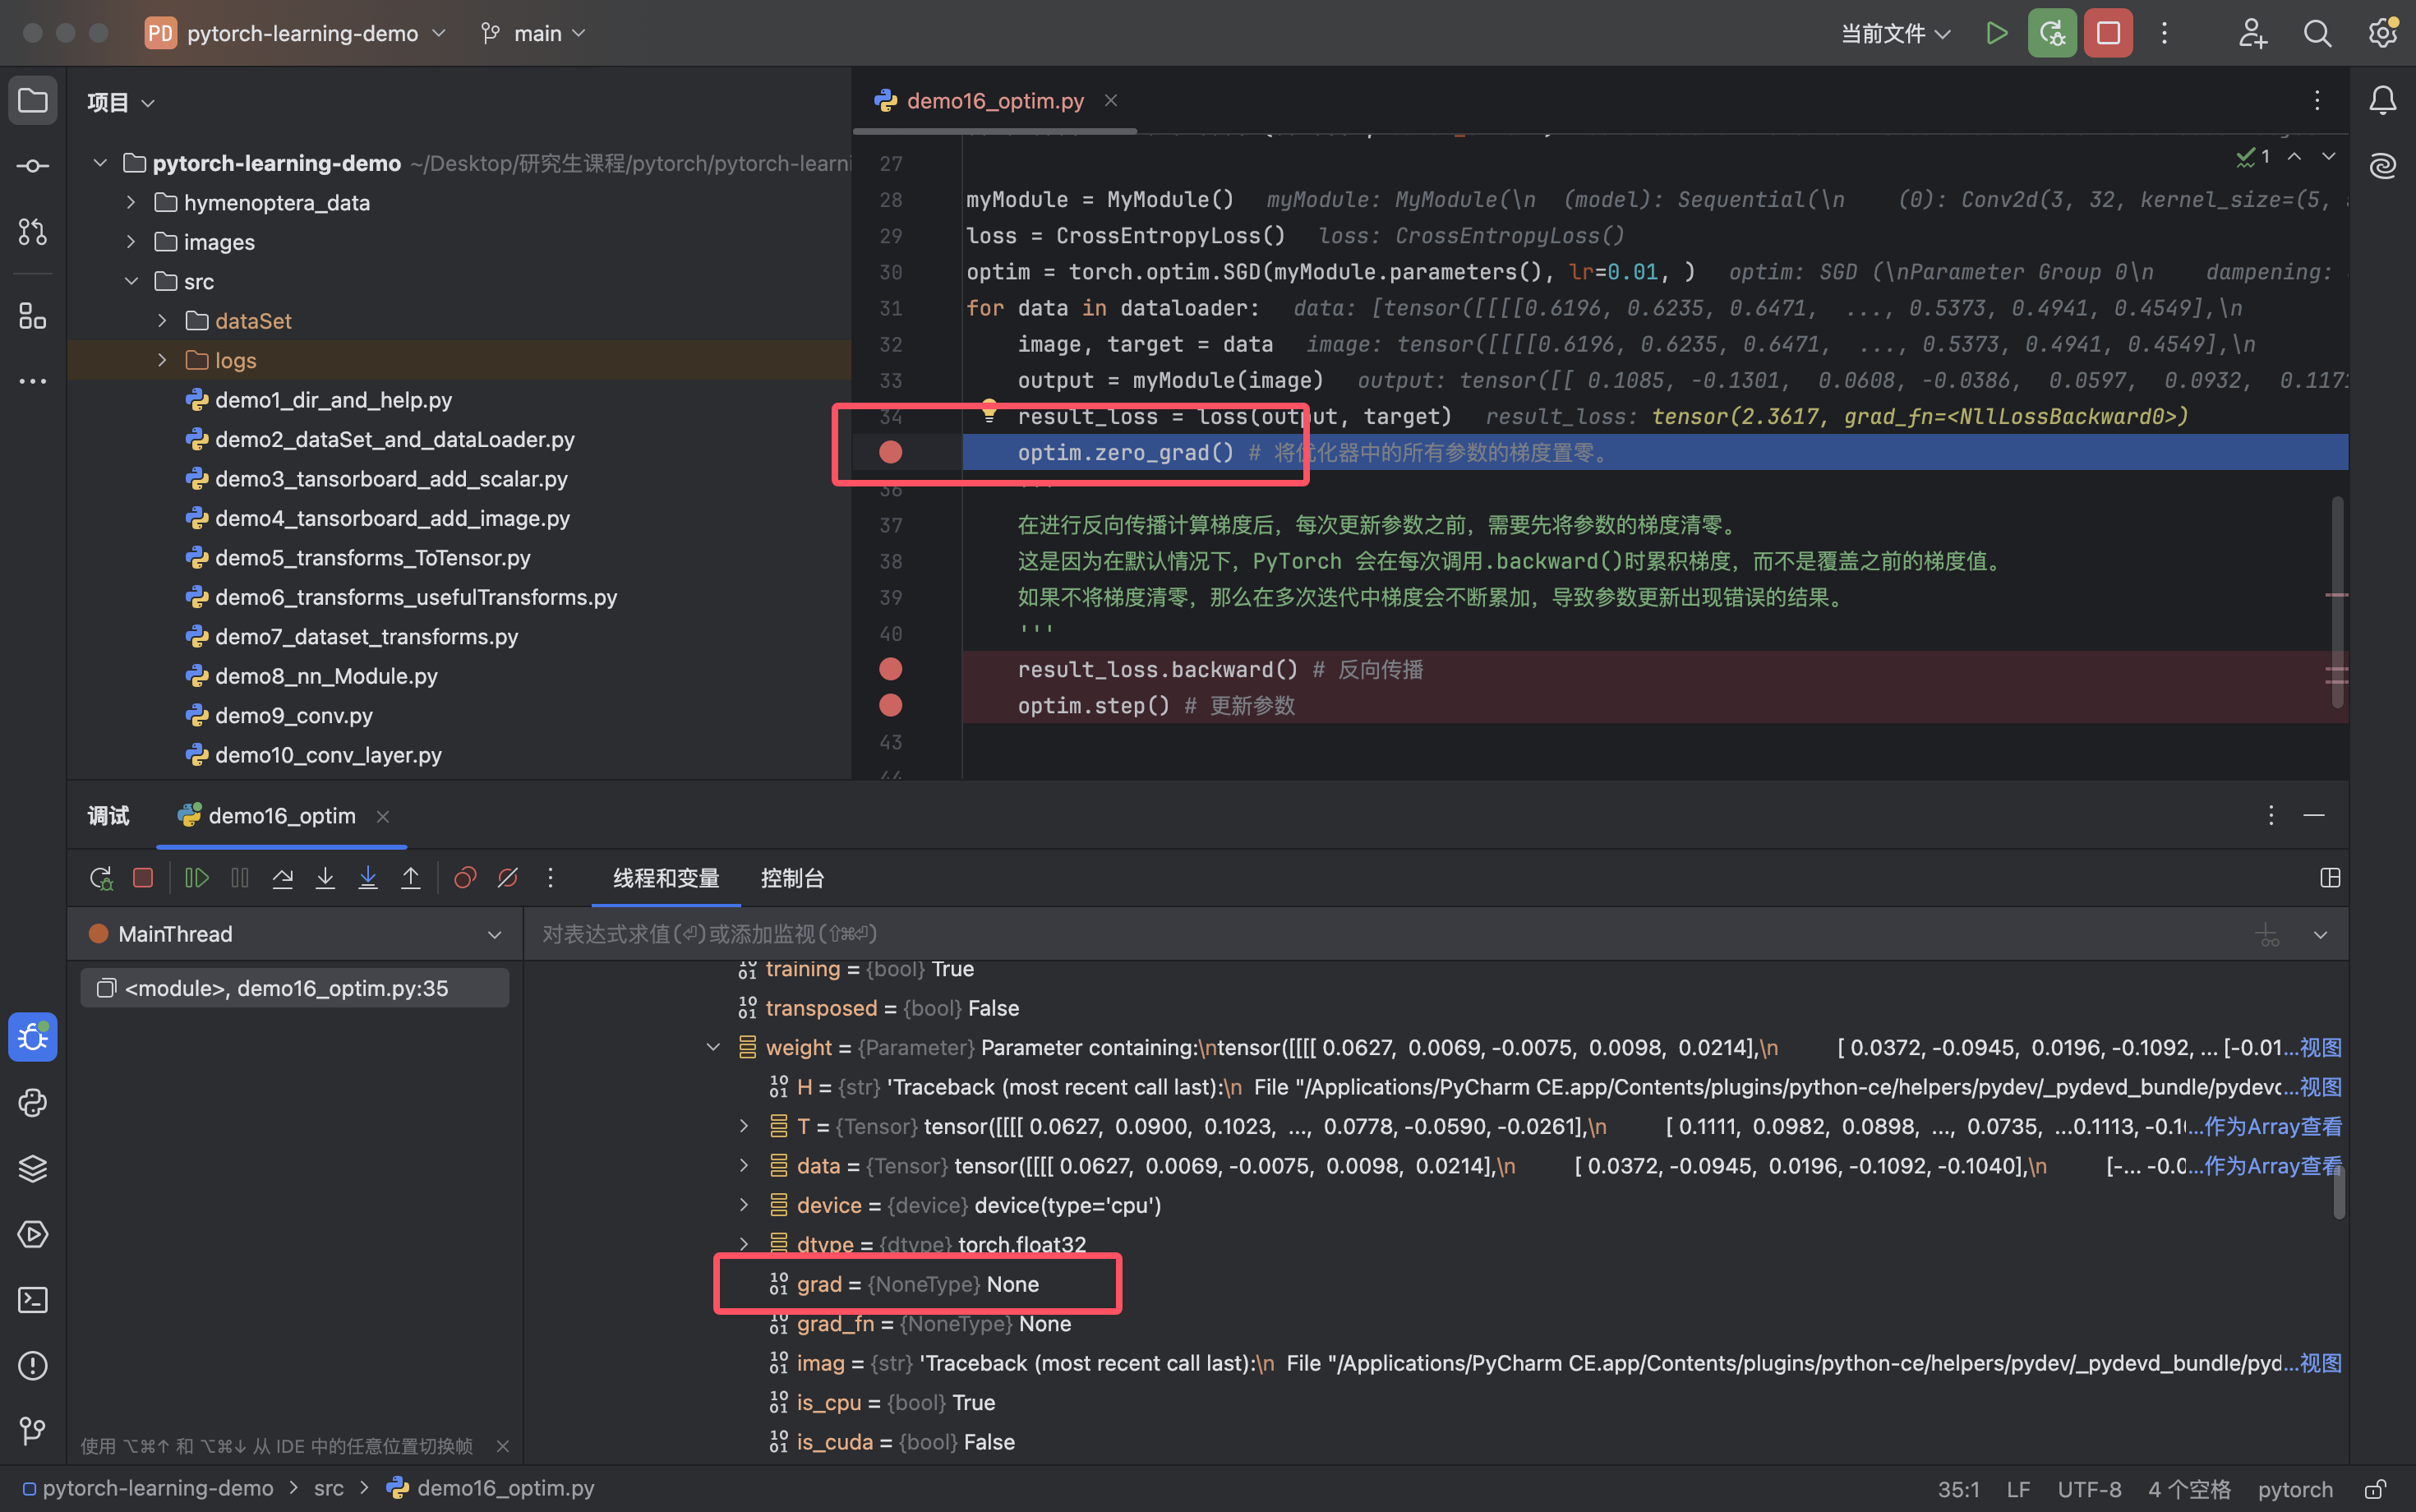 PD pytorch-learning-demo main 当前文件
项目
demo16_optim.py
pytorch-learning-demo ~/Desktop/研究生课程/pytorch/pytorch-learni
hymenoptera_data
images
src
dataSet
logs
demo1_dir_and_help.py
demo2_dataSet_and_dataLoader.py
demo3_tansorboard_add_scalar.py
demo4_tansorboard_add_image.py
demo5_transforms_ToTensor.py
demo6_transforms_usefulTransforms.py
demo7_dataset_transforms.py
demo8_nn_Module.py
demo9_conv.py
demo10_conv_layer.py
1
27
28 myModule = MyModule() myModule: MyModule(\n (model): Sequential(\n (0): Conv2d(3, 32, kernel_size=(5,
29 loss = CrossEntropyLoss() loss: CrossEntropyLoss()
30 optim = torch.optim.SGD(myModule.parameters(), lr=0.01, ) optim: SGD (\nParameter Group 0\n dampening:
31 for data in dataloader: data: [tensor([[[[0.6196, 0.6235, 0.6471, ..., 0.5373, 0.4941, 0.4549],\n
32 image, target = data image: tensor([[[[0.6196, 0.6235, 0.6471, ..., 0.5373, 0.4941, 0.4549],\n
33 output = myModule(image) output: tensor([[ 0.1085, -0.1301, 0.0608, -0.0386, 0.0597, 0.0932, 0.1171
34 result_loss = loss(output, target) result_loss: tensor(2.3617, grad_fn=<NllLossBackward0>)
optim.zero_grad() # 将优化器中的所有参数的梯度置零。
36 '''
37 在进行反向传播计算梯度后，每次更新参数之前，需要先将参数的梯度清零。
38 这是因为在默认情况下，PyTorch 会在每次调用.backward()时累积梯度，而不是覆盖之前的梯度值。
39 如果不将梯度清零，那么在多次迭代中梯度会不断累加，导致参数更新出现错误的结果。
40 '''
result_loss.backward() # 反向传播
optim.step() # 更新参数
43
44
调试 demo16_optim
线程和变量 控制台
MainThread
对表达式求值(⏎)或添加监视(⇧⌘⏎)
<module>, demo16_optim.py:35
training = {bool} True
transposed = {bool} False
weight = {Parameter} Parameter containing:\ntensor([[[[ 0.0627, 0.0069, -0.0075, 0.0098, 0.0214],\n [ 0.0372, -0.0945, 0.0196, -0.1092, ... [-0.01...视图
H = {str} 'Traceback (most recent call last):\n File "/Applications/PyCharm CE.app/Contents/plugins/python-ce/helpers/pydev/_pydevd_bundle/pydevc...视图
T = {Tensor} tensor([[[[ 0.0627, 0.0900, 0.1023, ..., 0.0778, -0.0590, -0.0261],\n [ 0.1111, 0.0982, 0.0898, ..., 0.0735, ...0.1113, -0.1(...作为Array查看
data = {Tensor} tensor([[[[ 0.0627, 0.0069, -0.0075, 0.0098, 0.0214],\n [ 0.0372, -0.0945, 0.0196, -0.1092, -0.1040],\n [-... -0.0...作为Array查看
device = {device} device(type='cpu')
dtype = {dtype} torch.float32
grad = {NoneType} None
grad_fn = {NoneType} None
imag = {str} 'Traceback (most recent call last):\n File "/Applications/PyCharm CE.app/Contents/plugins/python-ce/helpers/pydev/_pydevd_bundle/pyd...视图
is_cpu = {bool} True
is_cuda = {bool} False
使用 ⌥⌘↑ 和 ⌥⌘↓ 从 IDE 中的任意位置切换帧
pytorch-learning-demo > src > demo16_optim.py 35:1 LF UTF-8 4 个空格 pytorch